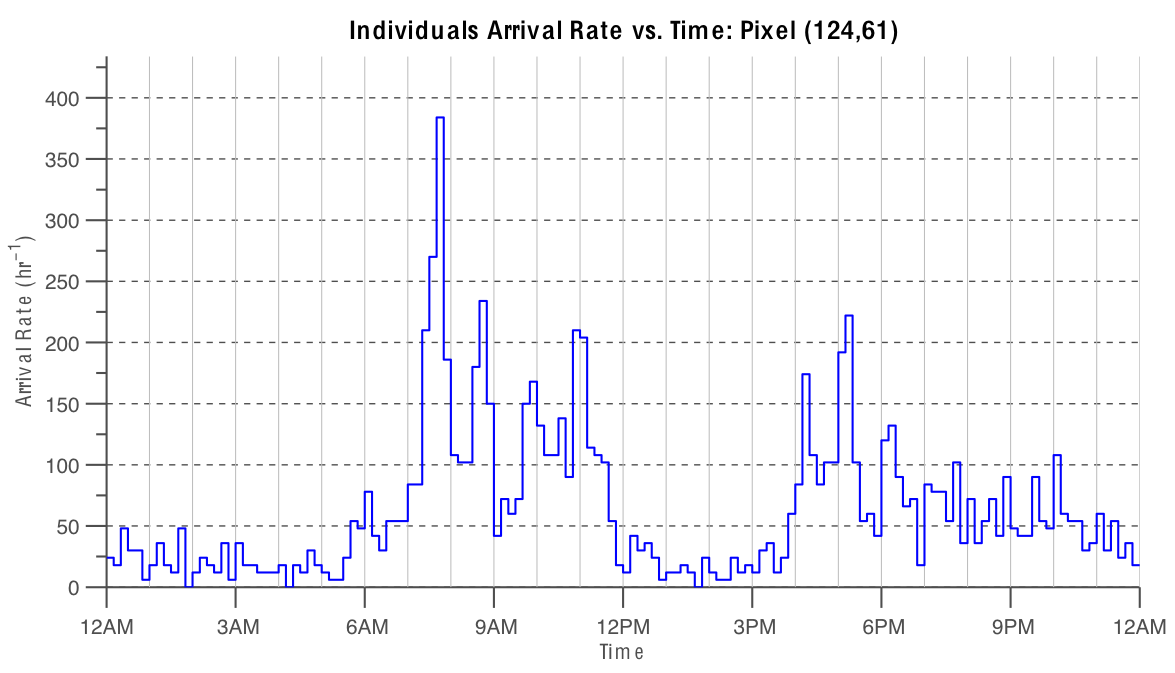 Individuals Arrival Rate vs. Time: Pixel (124,61)
Arrival Rate (hr⁻¹)
400
350
300
250
200
150
100
50
0
12AM 3AM 6AM 9AM 12PM 3PM 6PM 9PM 12AM
Time